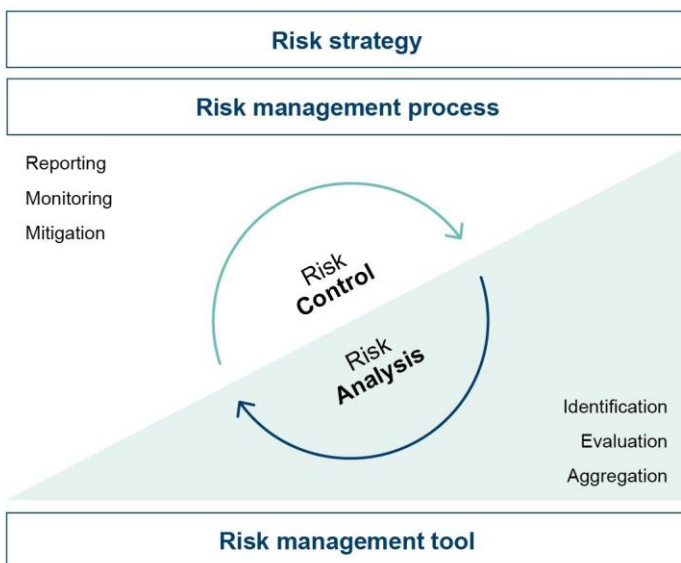 Risk strategy
Risk management process
Reporting
Monitoring
Mitigation
Risk
Control
Risk
Analysis
Identification
Evaluation
Aggregation
Risk management tool